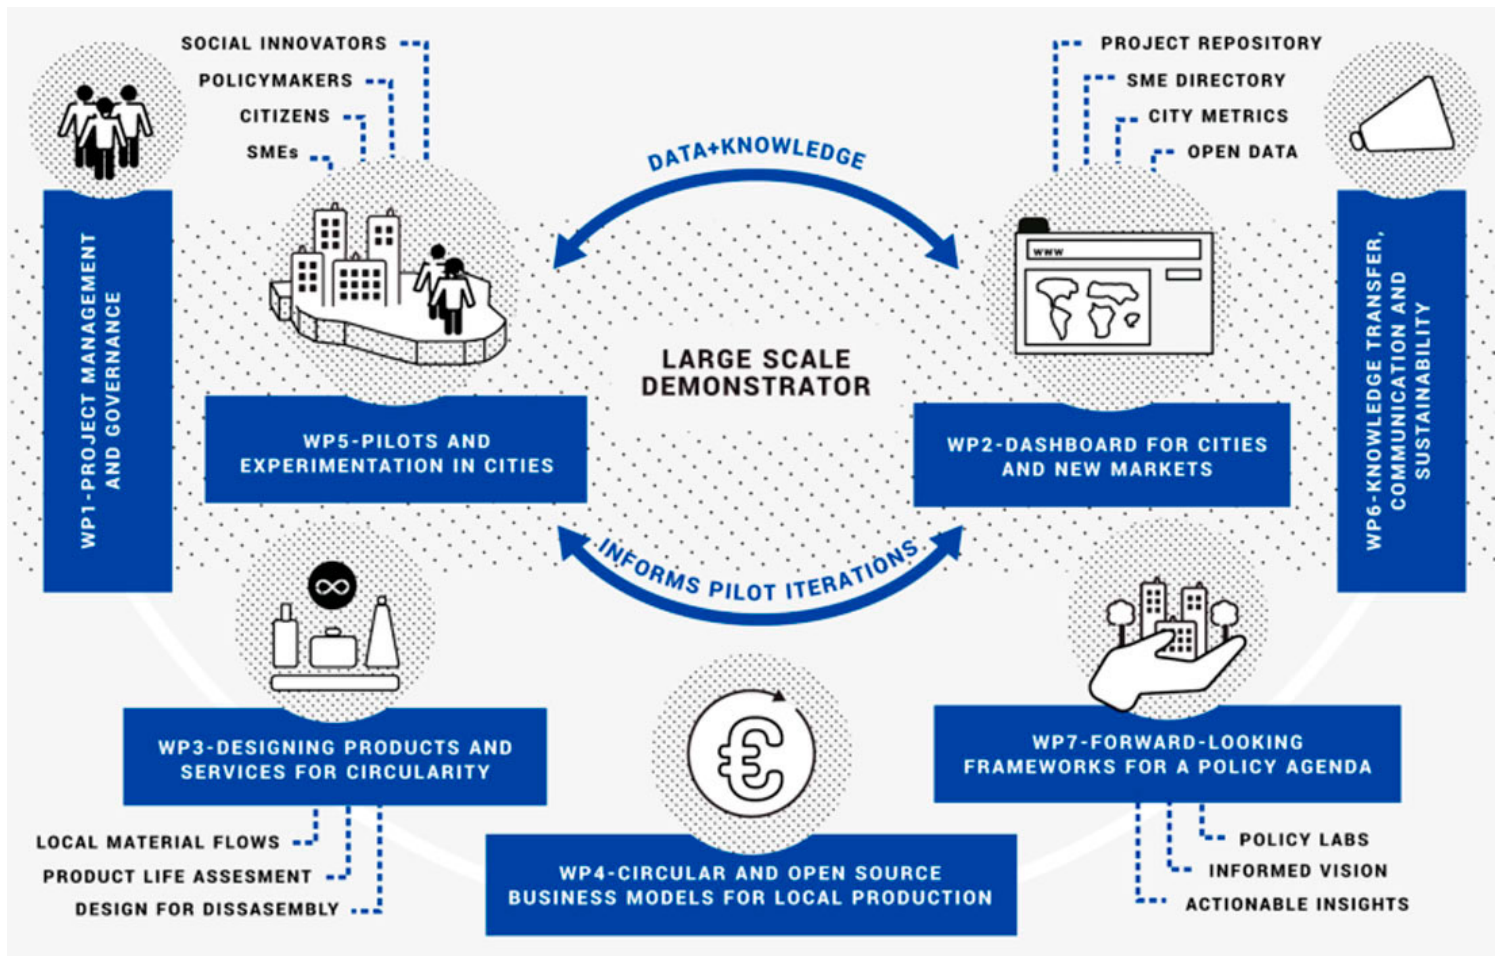 SOCIAL INNOVATORS
POLICYMAKERS
CITIZENS
SMEs
PROJECT REPOSITORY
SME DIRECTORY
CITY METRICS
OPEN DATA
DATA+KNOWLEDGE
WP1-PROJECT MANAGEMENT
AND GOVERNANCE
WWW
LARGE SCALE
DEMONSTRATOR
WP6-KNOWLEDGE TRANSFER,
COMMUNICATION AND
SUSTAINABILITY
WP5-PILOTS AND
EXPERIMENTATION IN CITIES
WP2-DASHBOARD FOR CITIES
AND NEW MARKETS
INFORMS PILOT ITERATIONS
WP3-DESIGNING PRODUCTS AND
SERVICES FOR CIRCULARITY
LOCAL MATERIAL FLOWS
PRODUCT LIFE ASSESMENT
DESIGN FOR DISSASEMBLY
WP4-CIRCULAR AND OPEN SOURCE
BUSINESS MODELS FOR LOCAL PRODUCTION
WP7-FORWARD-LOOKING
FRAMEWORKS FOR A POLICY AGENDA
POLICY LABS
INFORMED VISION
ACTIONABLE INSIGHTS